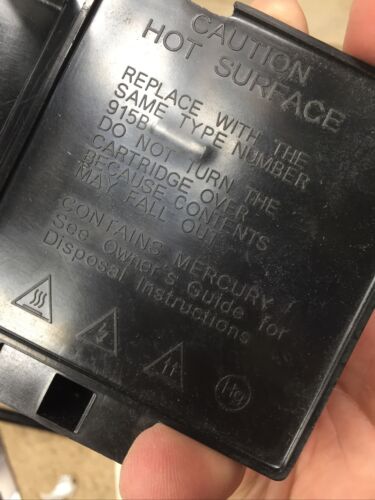 CAUTION
HOT SURFACE
REPLACE WITH THE
SAME TYPE NUMBER
915B
DO NOT TURN THE
CARTRIDGE OVER
BECAUSE CONTENTS
MAY FALL OUT
CONTAINS MERCURY /
See Owner's Guide for
Disposal Instructions
Hg